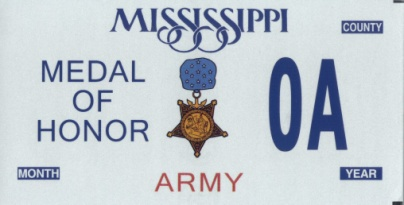 MISSISSIPPI
COUNTY
MEDAL
OF
HONOR
0A
MONTH
YEAR
ARMY